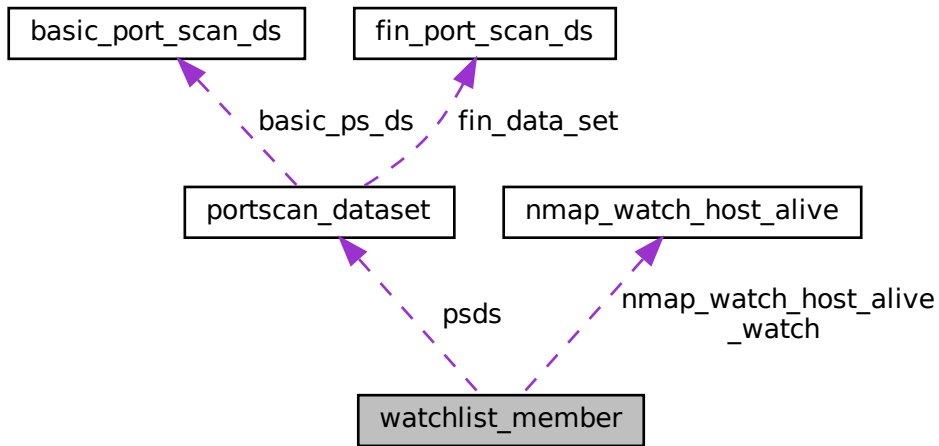 basic_port_scan_ds
fin_port_scan_ds
basic_ps_ds
fin_data_set
portscan_dataset
nmap_watch_host_alive
psds
nmap_watch_host_alive
_watch
watchlist_member